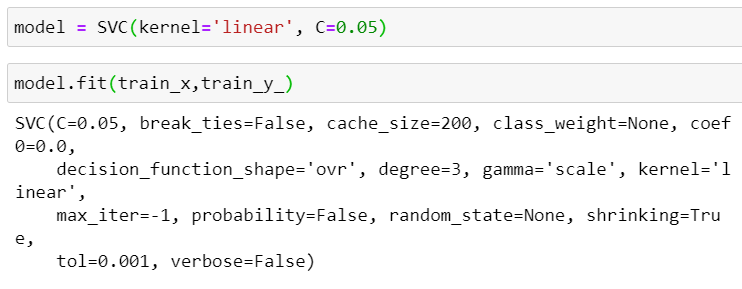 model = SVC(kernel='linear', C=0.05)
model.fit(train_x,train_y_)
SVC(C=0.05, break_ties=False, cache_size=200, class_weight=None, coef
0=0.0,
    decision_function_shape='ovr', degree=3, gamma='scale', kernel='l
inear',
    max_iter=-1, probability=False, random_state=None, shrinking=Tru
e,
    tol=0.001, verbose=False)